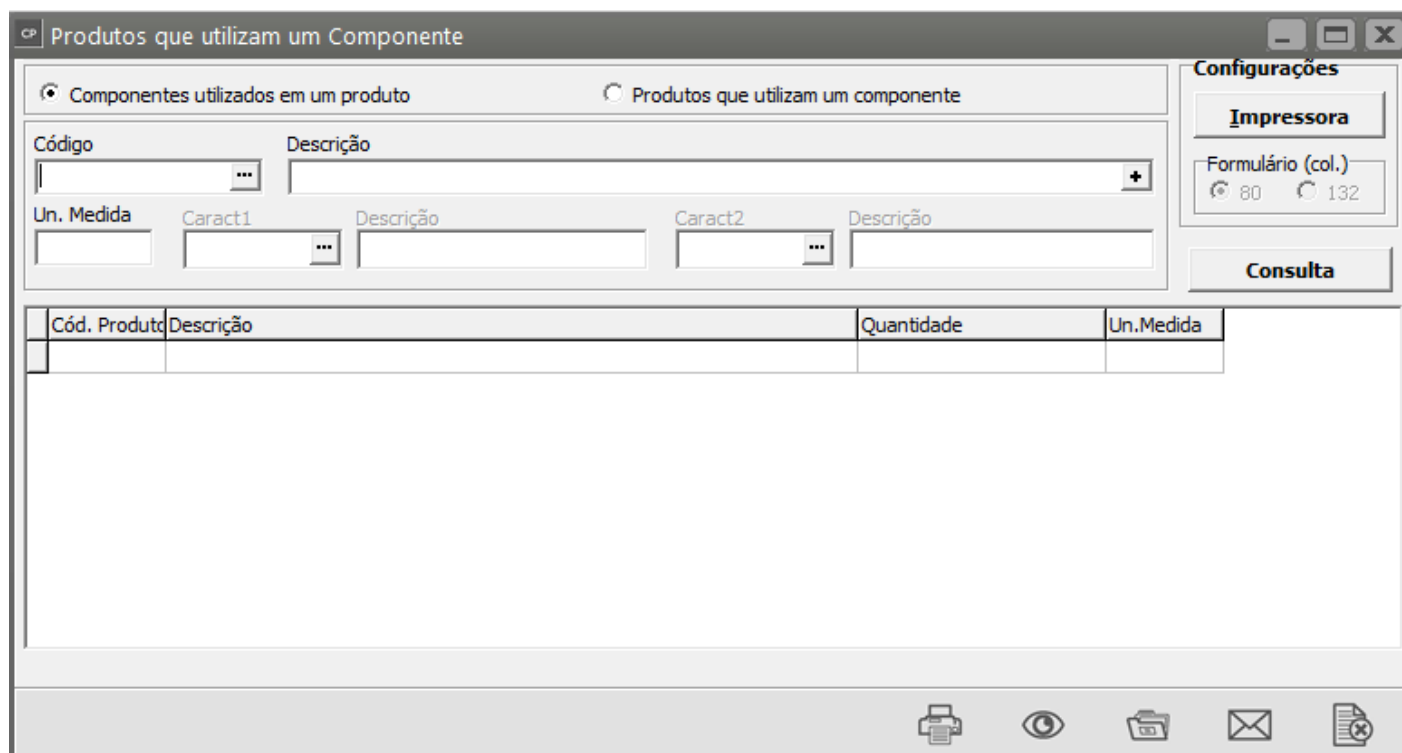 CP Produtos que utilizam um Componente
Componentes utilizados em um produto Produtos que utilizam um componente
Configurações
Impressora
Formulário (col.)
80 132
Consulta
Código Descrição
Un. Medida Caract1 Descrição Caract2 Descrição
Cód. Produto Descrição Quantidade Un.Medida